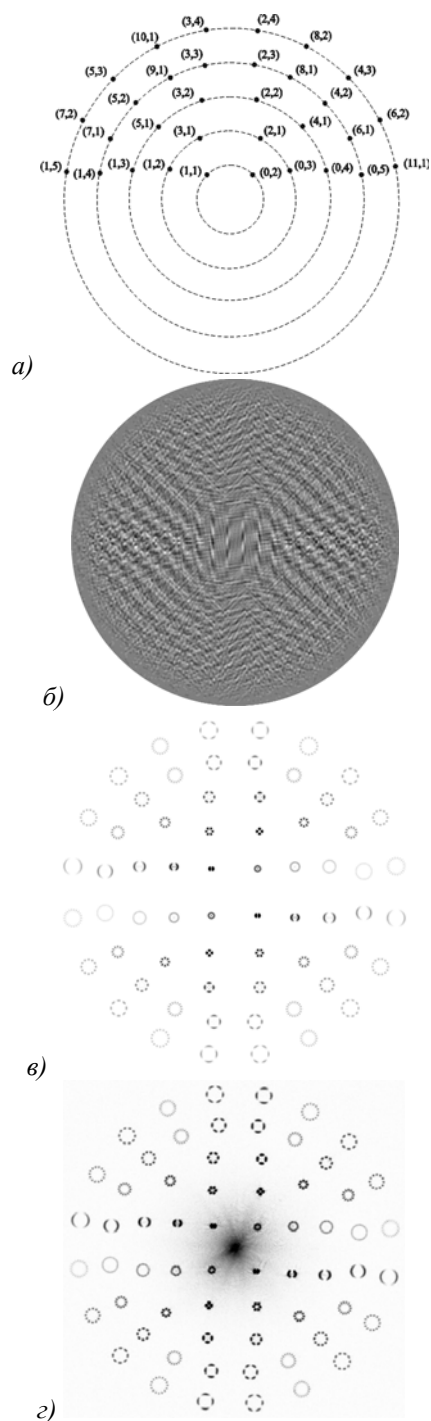 (3,4) (2,4)
(10,1) (8,2)
(5,3) (3,3) (2,3) (4,3)
(9,1) (8,1)
(7,2) (5,2) (3,2) (2,2) (4,2) (6,2)
(7,1) (5,1) (4,1) (6,1)
(3,1) (2,1)
(1,5) (1,4) (1,3) (1,2) (1,1) (0,2) (0,3) (0,4) (0,5) (11,1)
а)
б)
в)
г)